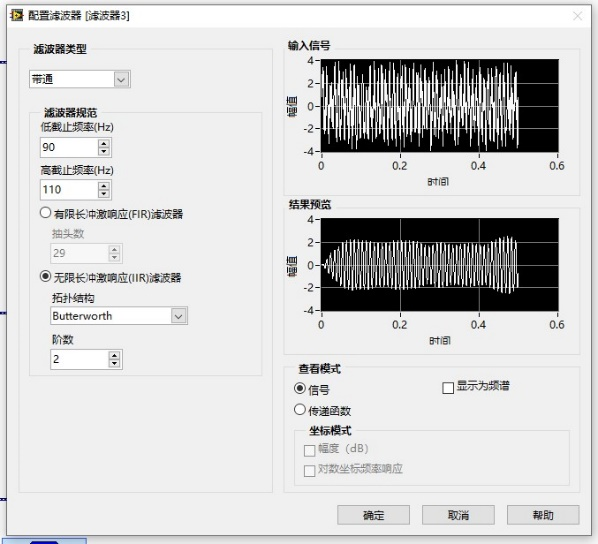 配置滤波器 [滤波器3]
滤波器类型
带通
滤波器规范
低截止频率(Hz)
90
高截止频率(Hz)
110
有限长冲激响应(FIR)滤波器
抽头数
29
无限长冲激响应(IIR)滤波器
拓扑结构
Butterworth
阶数
2
输入信号
4
2
0
-2
-4
幅值
0
0.2
0.4
0.6
时间
结果预览
4
2
0
-2
-4
幅值
0
0.2
0.4
0.6
时间
查看模式
信号
显示为频谱
传递函数
坐标模式
幅度（dB）
对数坐标频率响应
确定
取消
帮助